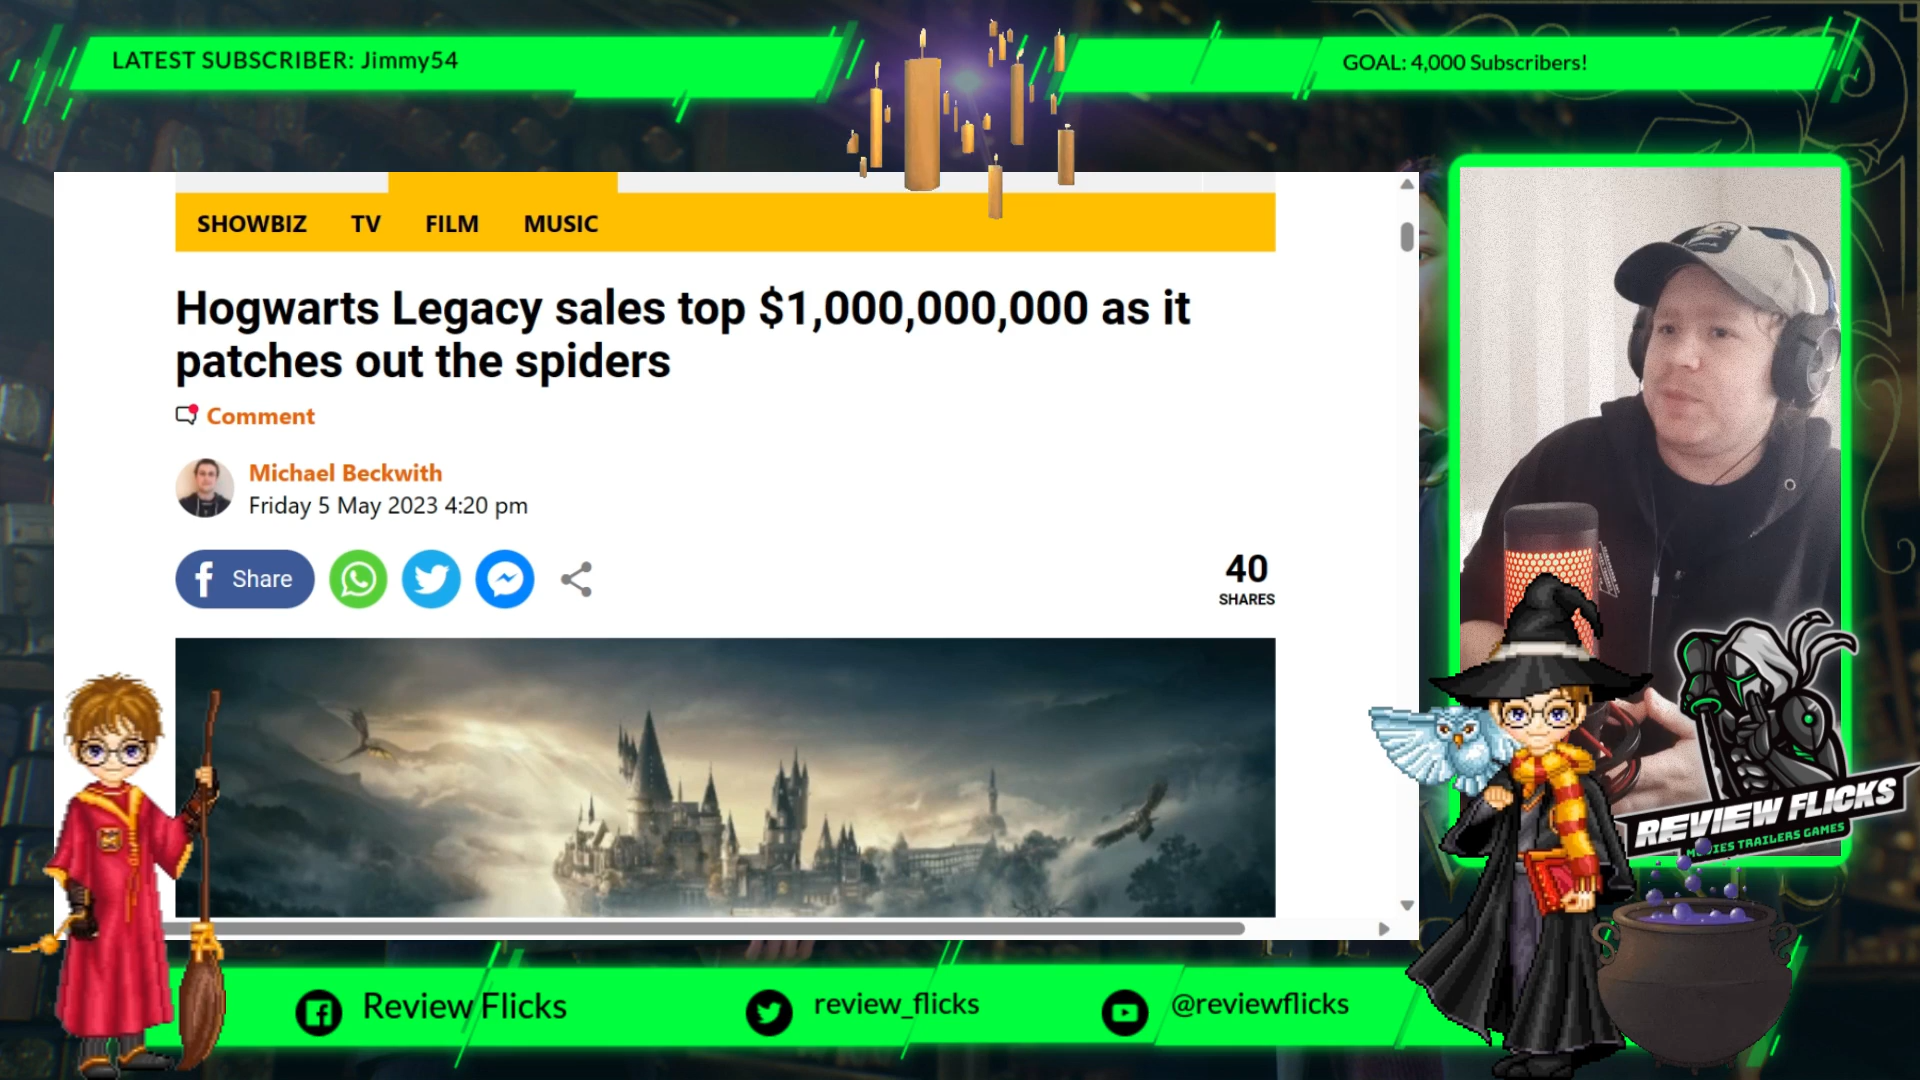 LATEST SUBSCRIBER: Jimmy54
GOAL: 4,000 Subscribers!
SHOWBIZ TV FILM MUSIC
Hogwarts Legacy sales top $1,000,000,000 as it
patches out the spiders
Comment
Michael Beckwith
Friday 5 May 2023 4:20 pm
f Share
40
SHARES
REVIEW FLICKS
MOVIES TRAILERS GAMES
Review Flicks
review_flicks
@reviewflicks